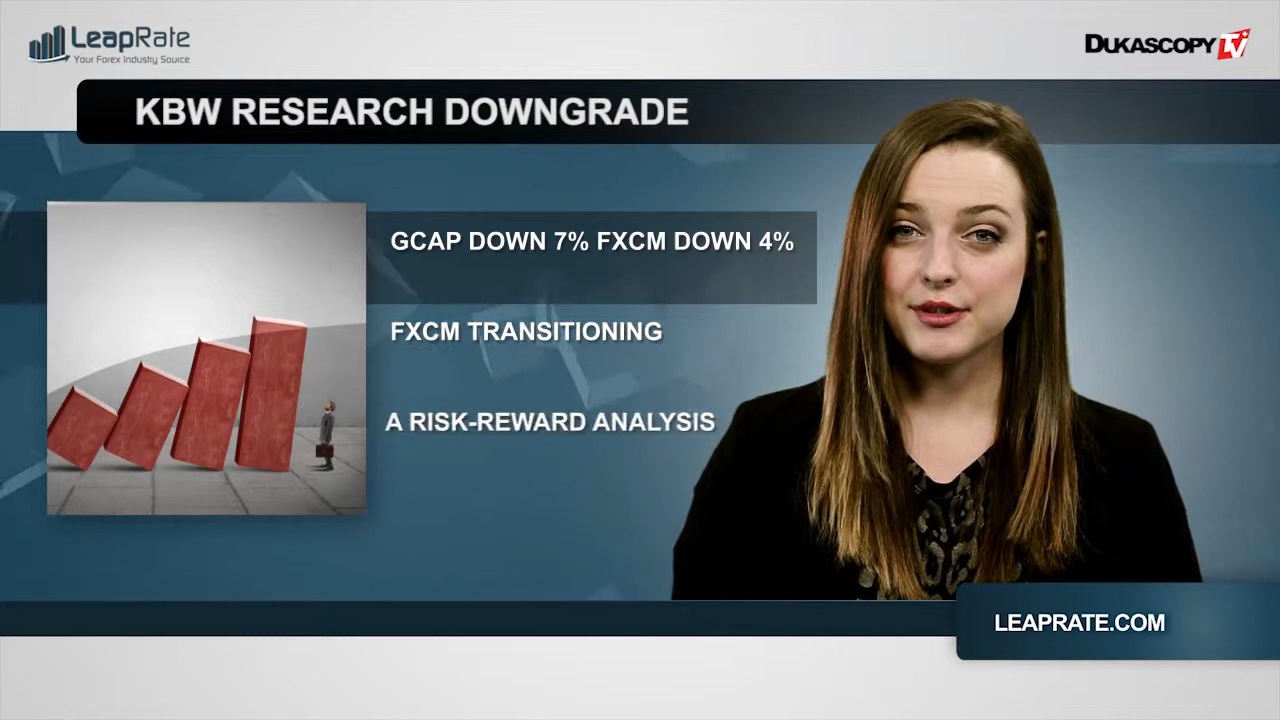 LeapRate
Your Forex Industry Source
DUKASCOPY TV
KBW RESEARCH DOWNGRADE
GCAP DOWN 7% FXCM DOWN 4%
FXCM TRANSITIONING
A RISK-REWARD ANALYSIS
LEAPRATE.COM